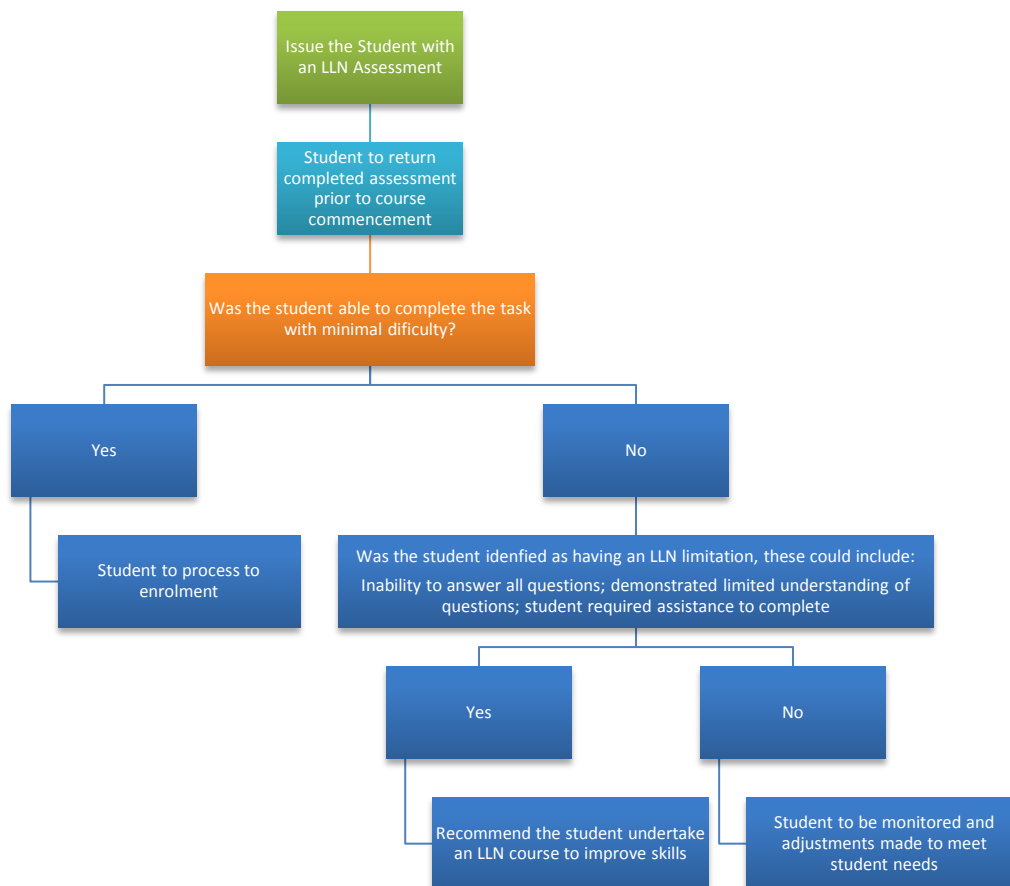 Issue the Student with
an LLN Assessment
Student to return
completed assessment
prior to course
commencement
Was the student able to complete the task
with minimal dificulty?
Yes
No
Student to process to
enrolment
Was the student idenfied as having an LLN limitation, these could include:
Inability to answer all questions; demonstrated limited understanding of
questions; student required assistance to complete
Yes
No
Recommend the student undertake
an LLN course to improve skills
Student to be monitored and
adjustments made to meet
student needs